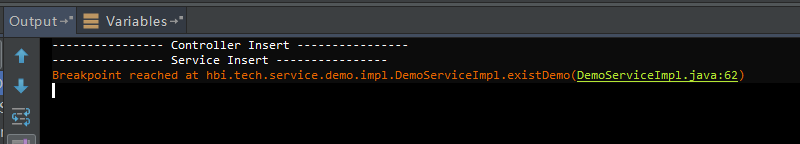 Output Variables
---------------- Controller Insert ----------------
---------------- Service Insert ----------------
Breakpoint reached at hbi.tech.service.demo.impl.DemoServiceImpl.existDemo(DemoServiceImpl.java:62)